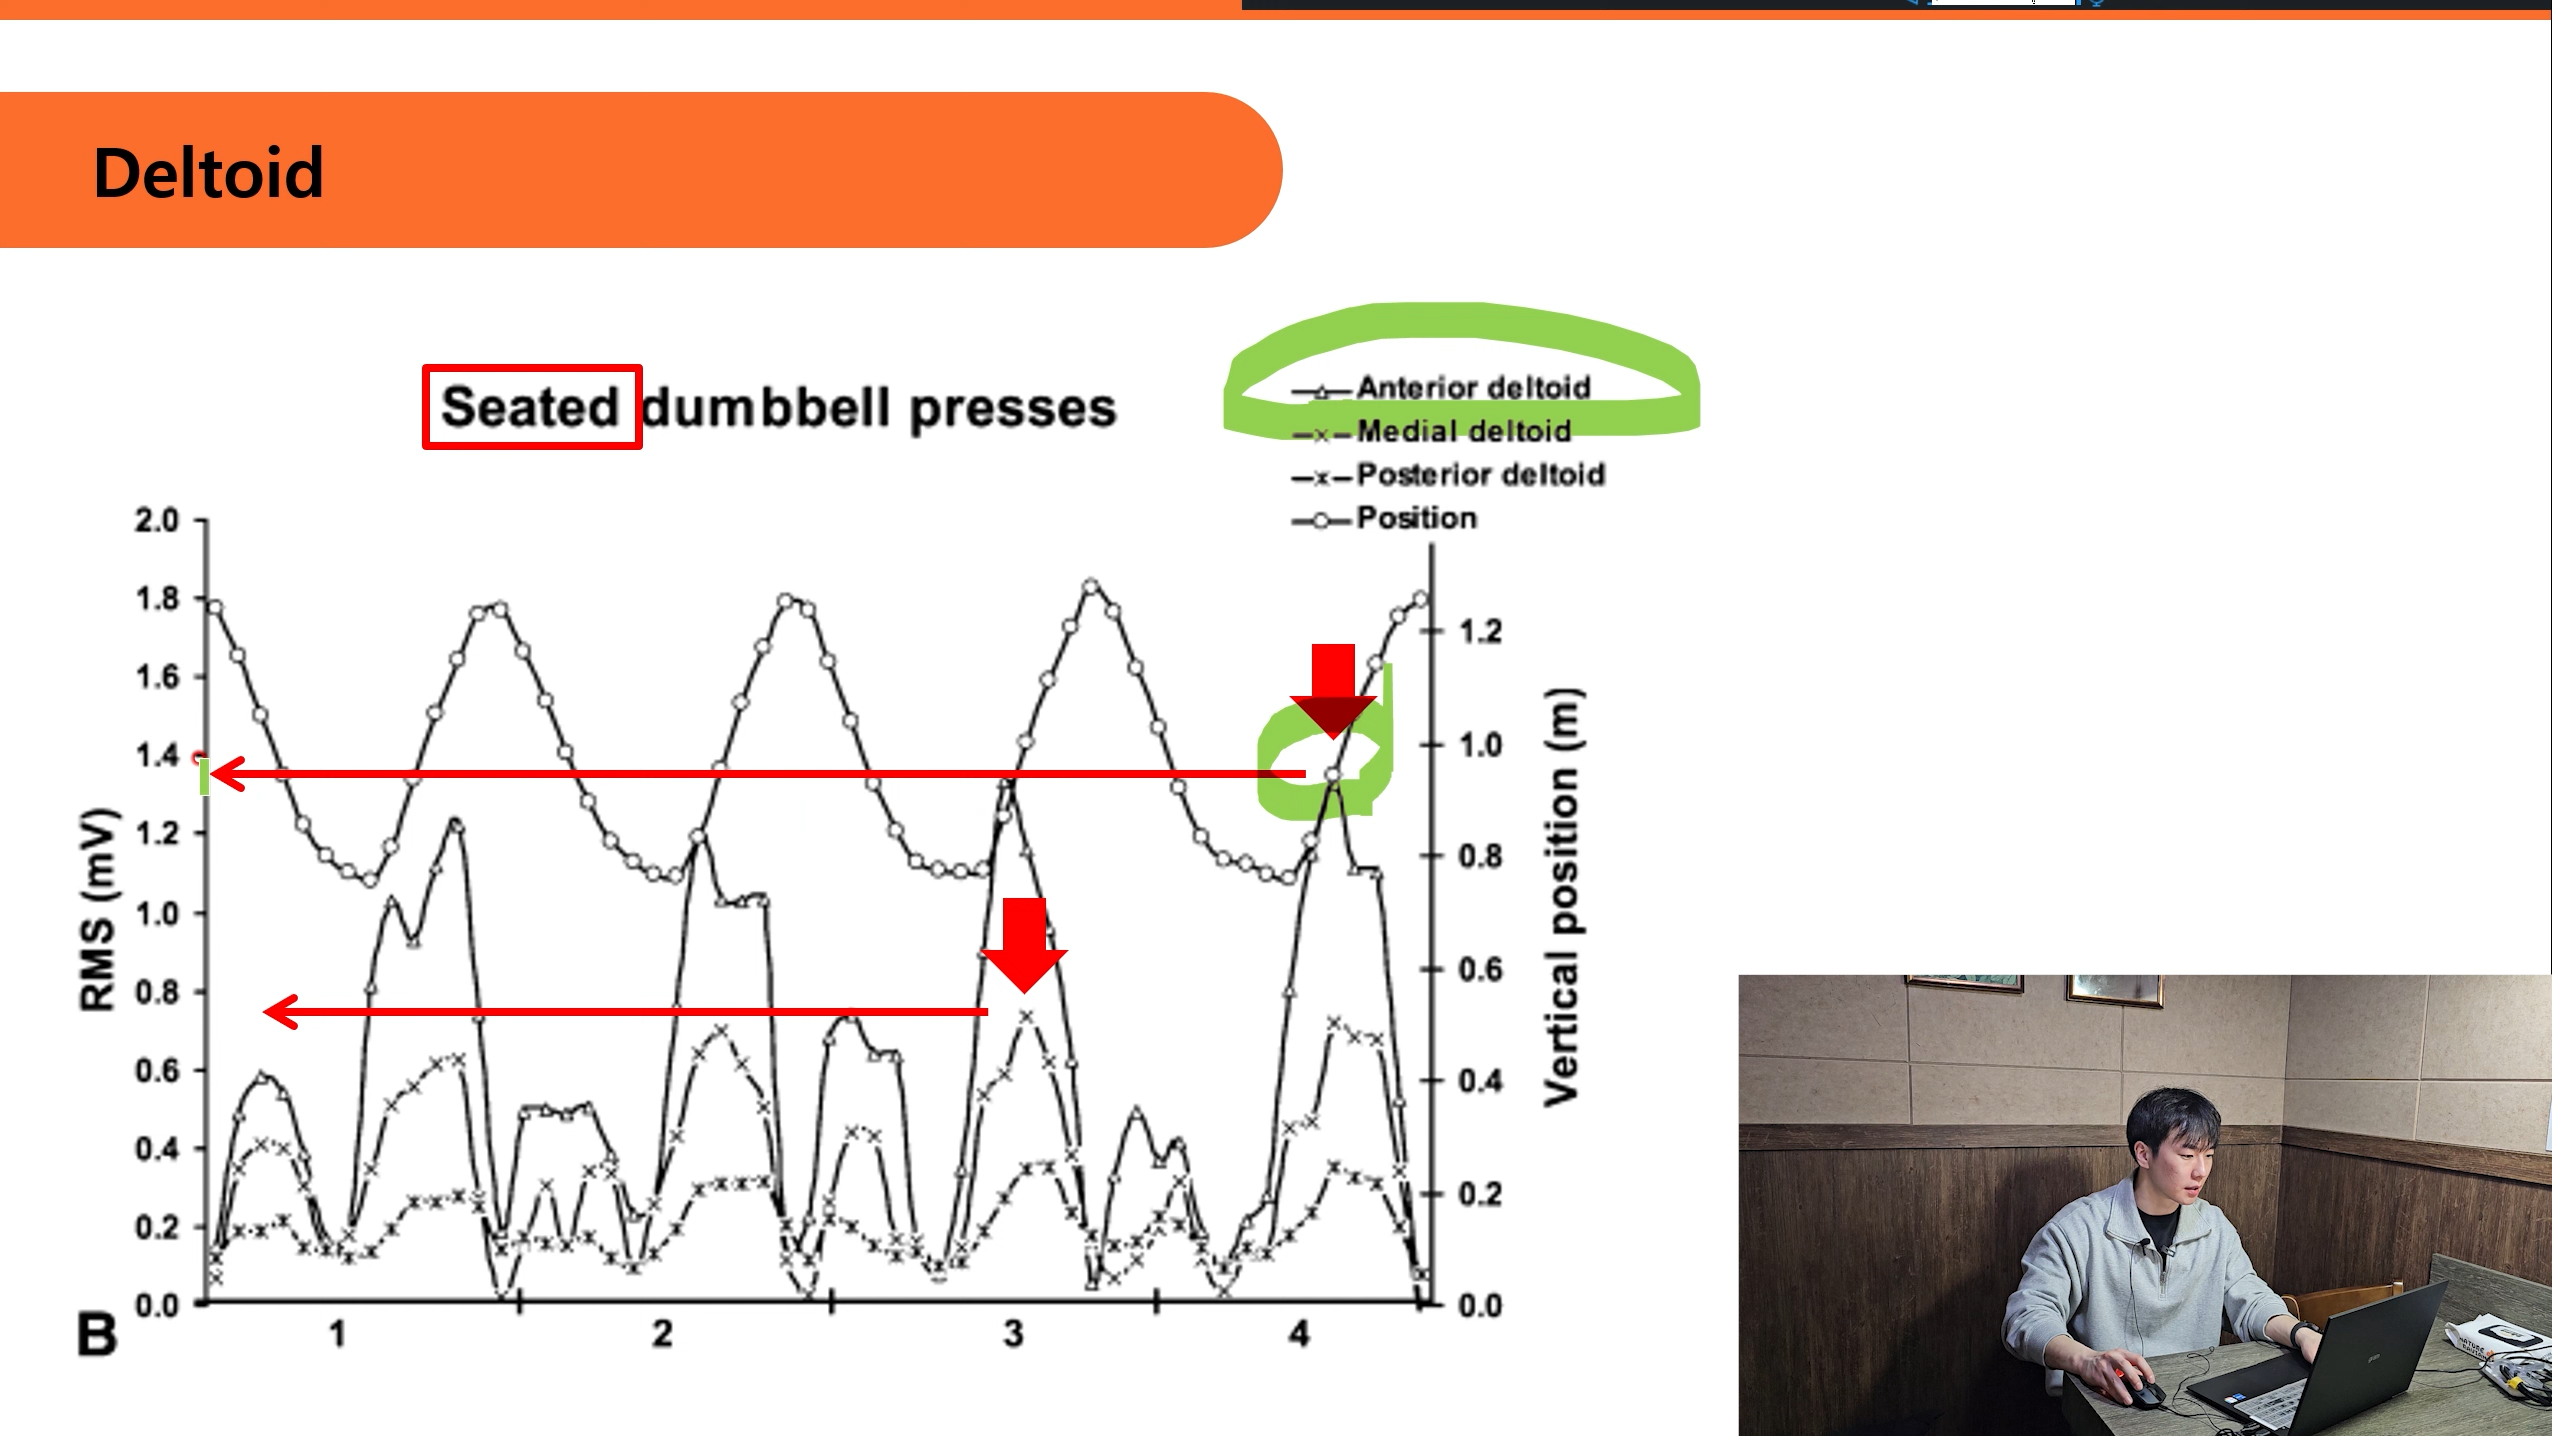 Deltoid
Seated dumbbell presses
Anterior deltoid
Medial deltoid
Posterior deltoid
Position
2.0
1.8
1.6
1.4
1.2
1.0
0.8
0.6
0.4
0.2
0.0
RMS (mV)
1.2
1.0
0.8
0.6
0.4
0.2
0.0
Vertical position (m)
B
1 2 3 4